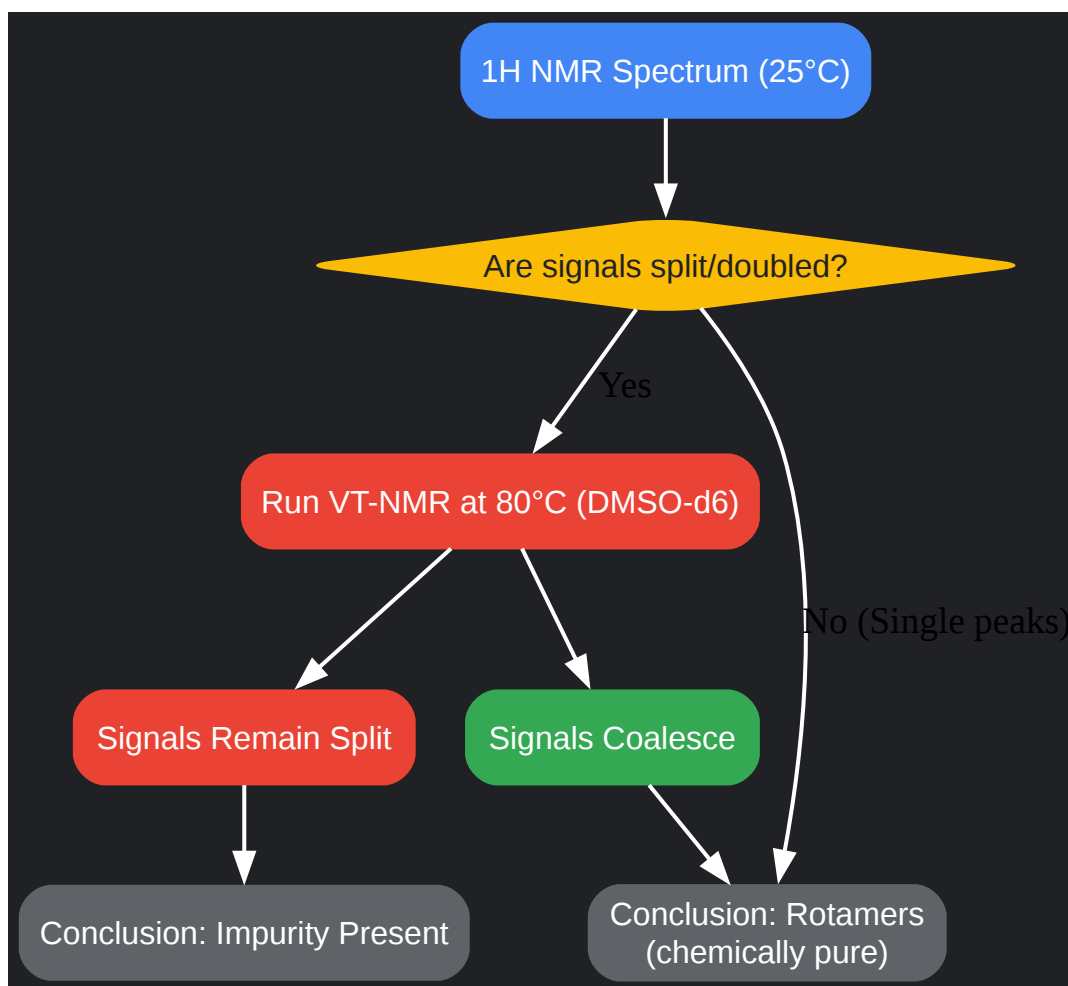 1H NMR Spectrum (25°C)
Are signals split/doubled?
Yes
Run VT-NMR at 80°C (DMSO-d6)
No (Single peaks)
Signals Remain Split
Signals Coalesce
Conclusion: Impurity Present
Conclusion: Rotamers
(chemically pure)